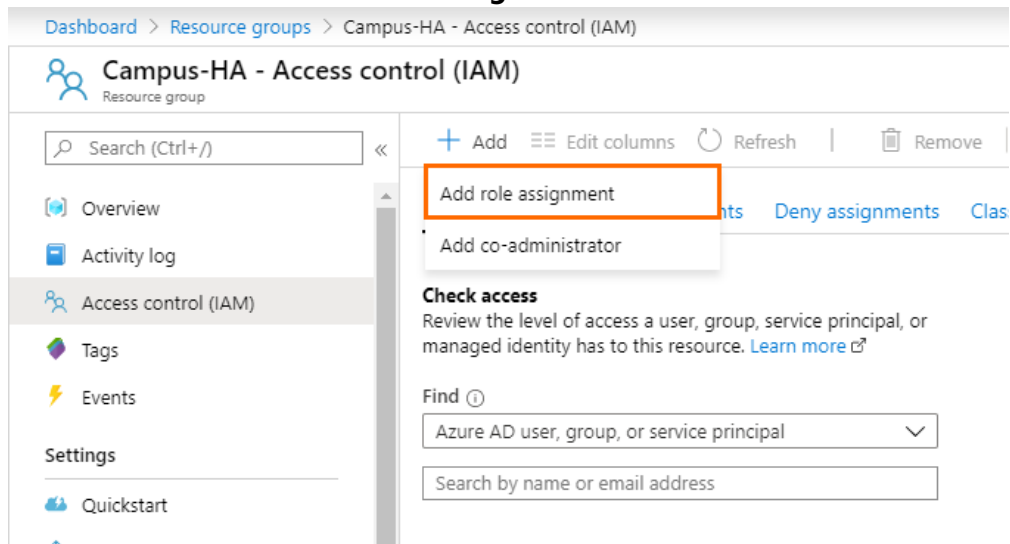 Dashboard > Resource groups > Campus-HA - Access control (IAM)
Campus-HA - Access control (IAM)
Resource group
Search (Ctrl+/)
«
Add
Edit columns
Refresh
Remove
Add role assignment
Deny assignments
Add co-administrator
Overview
Activity log
Access control (IAM)
Tags
Events
Settings
Quickstart
Check access
Review the level of access a user, group, service principal, or
managed identity has to this resource. Learn more
Find
Azure AD user, group, or service principal
Search by name or email address